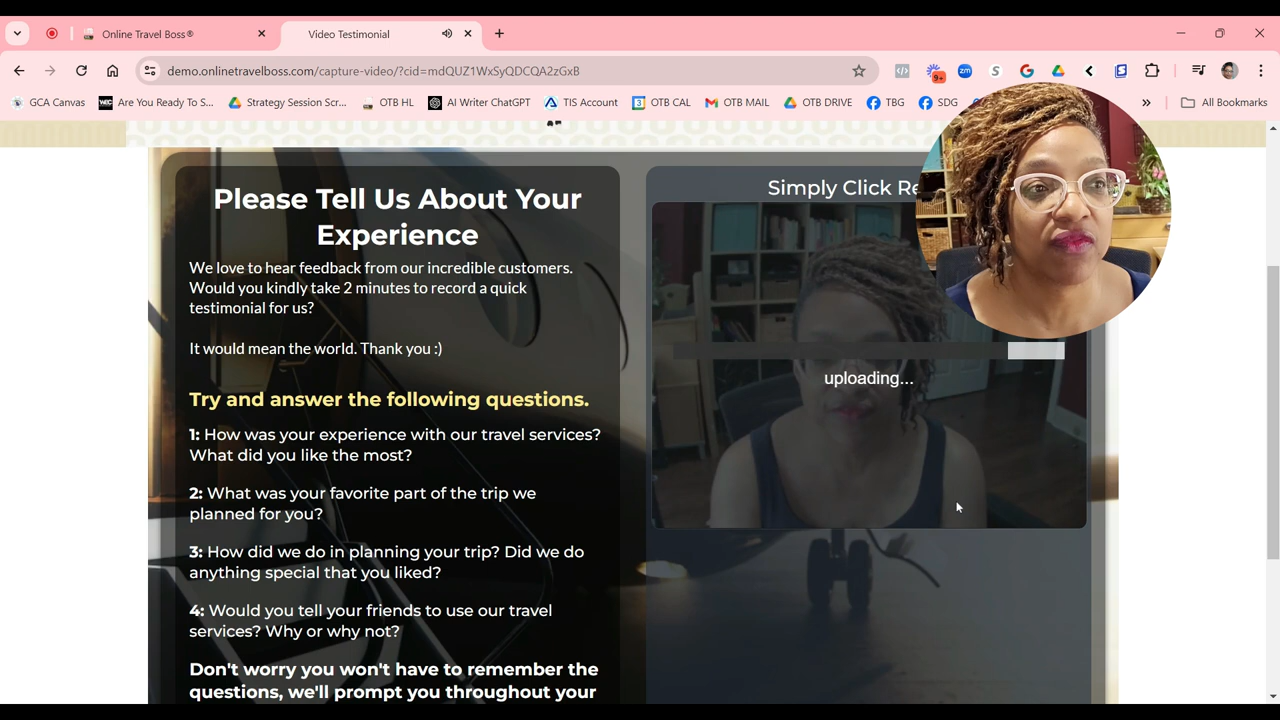 Online Travel Boss®
Video Testimonial
demo.onlinetravelboss.com/capture-video/?cid=mdQUZ1WxSyQDCQA2zGxB
9+
zm
S
GCA Canvas
Are You Ready To S...
Strategy Session Scr...
OTB HL
AI Writer ChatGPT
TIS Account
OTB CAL
OTB MAIL
OTB DRIVE
TBG
SDG
All Bookmarks
Please Tell Us About Your
Experience
We love to hear feedback from our incredible customers.
Would you kindly take 2 minutes to record a quick
testimonial for us?
It would mean the world. Thank you :)
Try and answer the following questions.
1: How was your experience with our travel services?
What did you like the most?
2: What was your favorite part of the trip we
planned for you?
3: How did we do in planning your trip? Did we do
anything special that you liked?
4: Would you tell your friends to use our travel
services? Why or why not?
Don't worry you won't have to remember the
questions, we'll prompt you throughout your
Simply Click Re
uploading...